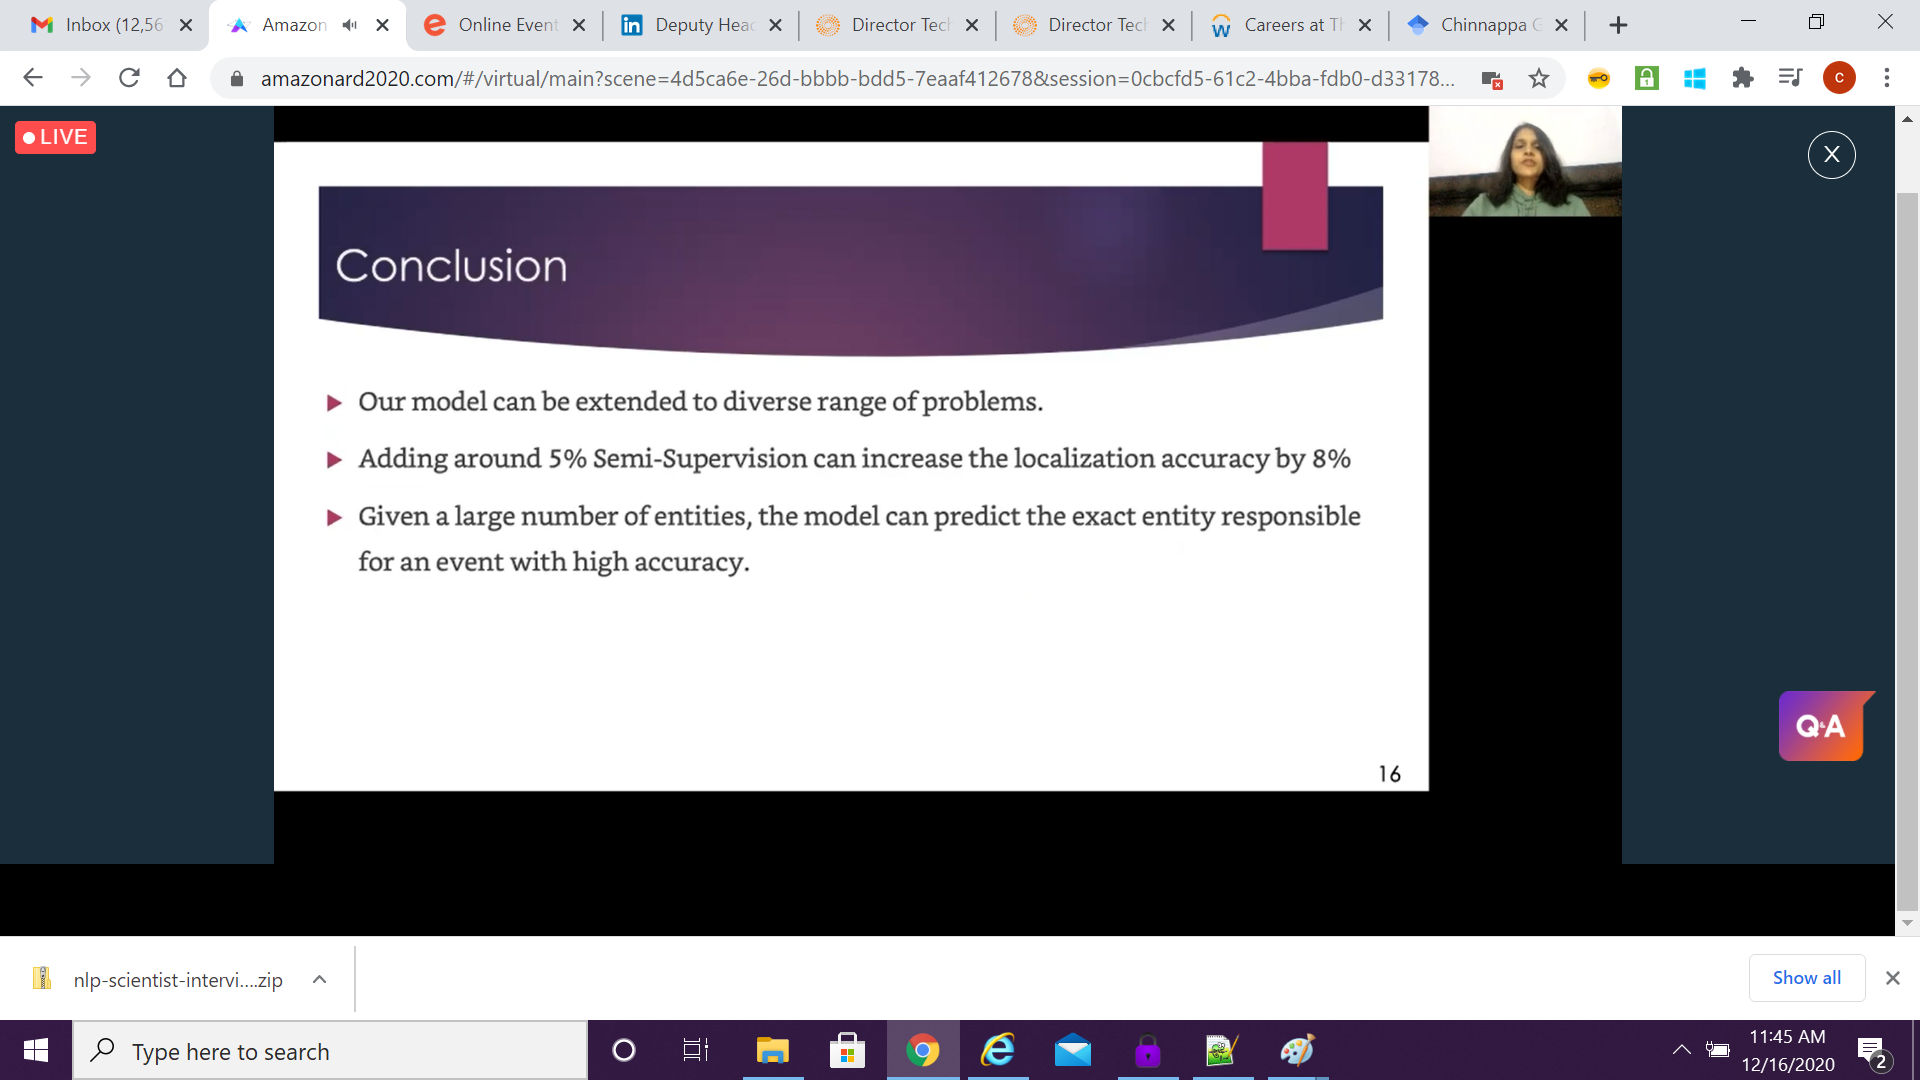 Inbox (12,56
Amazon
Online Event
Deputy Head
Director Tech
Director Tech
Careers at Th
Chinnappa G
amazonard2020.com/#/virtual/main?scene=4d5ca6e-26d-bbbb-bdd5-7eaaf412678&session=0cbcfd5-61c2-4bba-fdb0-d33178...
C
LIVE
X
Conclusion
Our model can be extended to diverse range of problems.
Adding around 5% Semi-Supervision can increase the localization accuracy by 8%
Given a large number of entities, the model can predict the exact entity responsible
for an event with high accuracy.
Q&A
16
nlp-scientist-intervi....zip
Show all
Type here to search
11:45 AM
12/16/2020
2